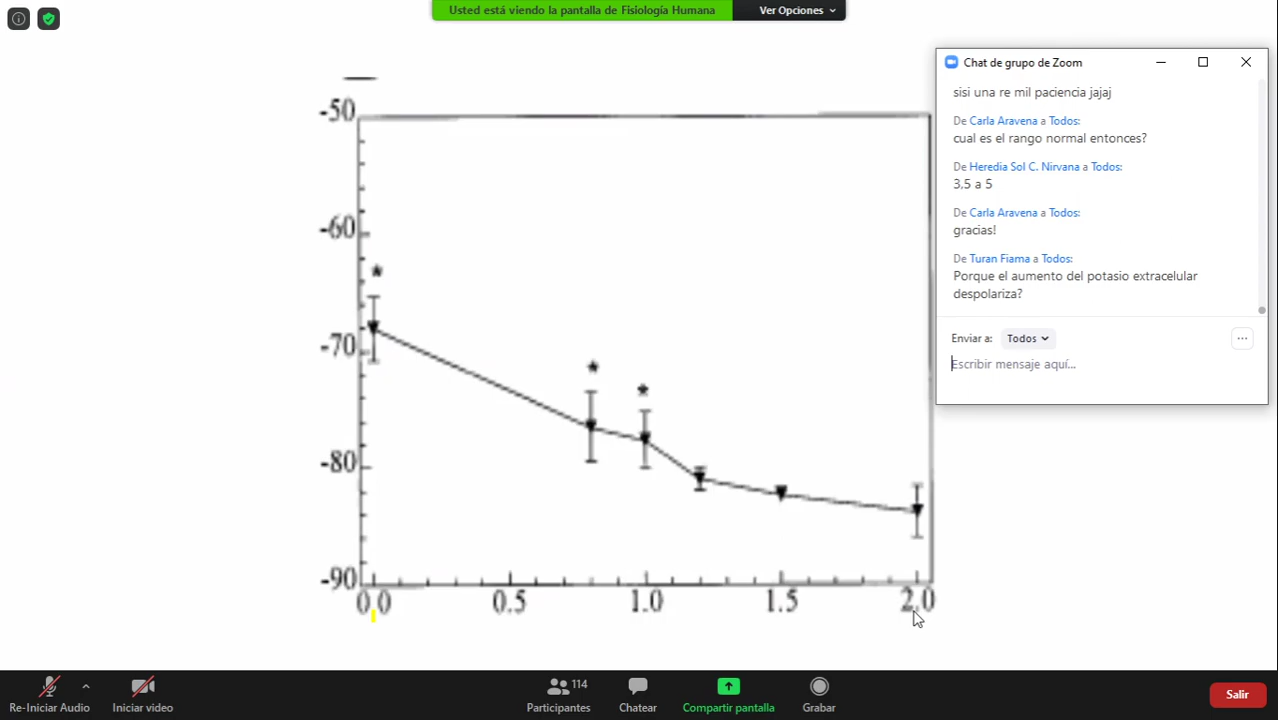 Usted está viendo la pantalla de Fisiología Humana
Ver Opciones
Chat de grupo de Zoom
sisi una re mil paciencia jajaj
De Carla Aravena a Todos:
cual es el rango normal entonces?
De Heredia Sol C. Nirvana a Todos:
3,5 a 5
De Carla Aravena a Todos:
gracias!
De Turan Fiama a Todos:
Porque el aumento del potasio extracelular
despolariza?
Enviar a: Todos
Escribir mensaje aquí...
-50
-60
-70
-80
-90
0.0 0.5 1.0 1.5 2.0
* * *
Re-Iniciar Audio
Iniciar video
114
Participantes
Chatear
Compartir pantalla
Grabar
Salir